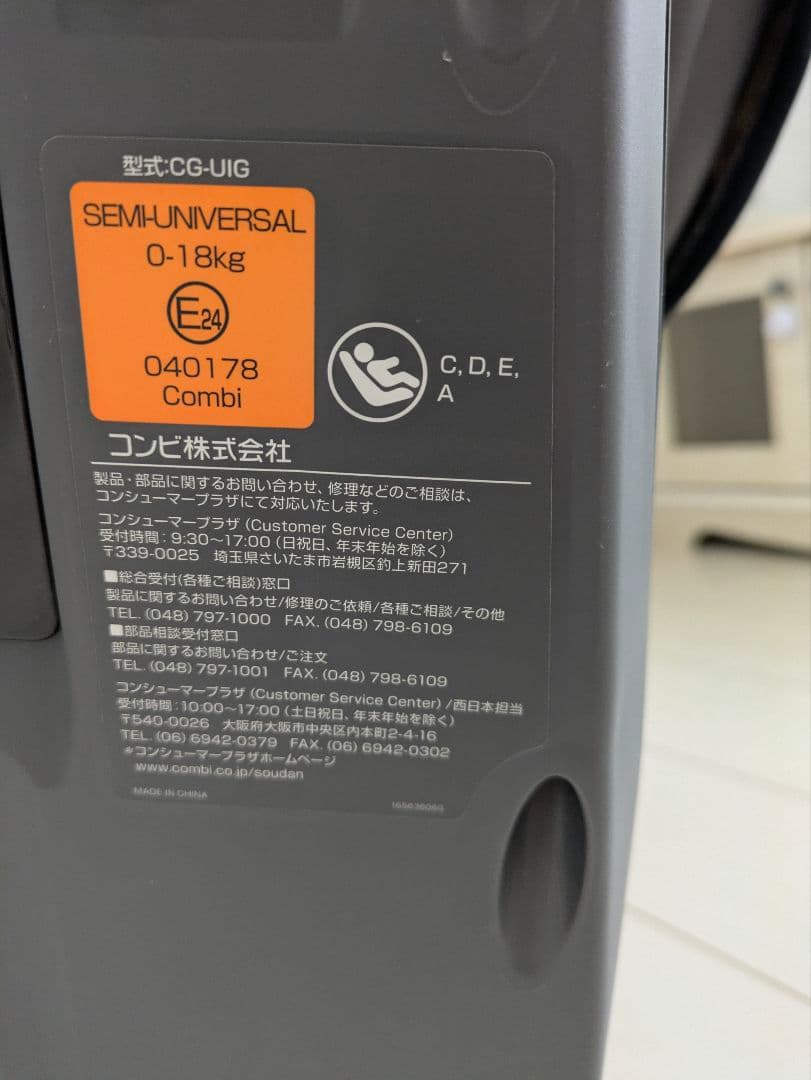 型式:CG-UIG
SEMI-UNIVERSAL
0-18kg
E24
040178
Combi
C, D, E,
A
コンビ株式会社
製品・部品に関するお問い合わせ、修理などのご相談は、
コンシューマープラザにて対応いたします。
コンシューマープラザ (Customer Service Center)
受付時間：9:30～17:00 (日祝日、年末年始を除く)
〒339-0025 埼玉県さいたま市岩槻区釣上新田271
■総合受付(各種ご相談)窓口
製品に関するお問い合わせ/修理のご依頼/各種ご相談/その他
TEL. (048) 797-1000 FAX. (048) 798-6109
■部品相談受付窓口
部品に関するお問い合わせ/ご注文
TEL. (048) 797-1001 FAX. (048) 798-6109
コンシューマープラザ (Customer Service Center) /西日本担当
受付時間：10:00～17:00 (土日祝日、年末年始を除く)
〒540-0026 大阪府大阪市中央区内本町2-4-16
TEL. (06) 6942-0379 FAX. (06) 6942-0302
＊コンシューマープラザホームページ
www.combi.co.jp/soudan
MADE IN CHINA